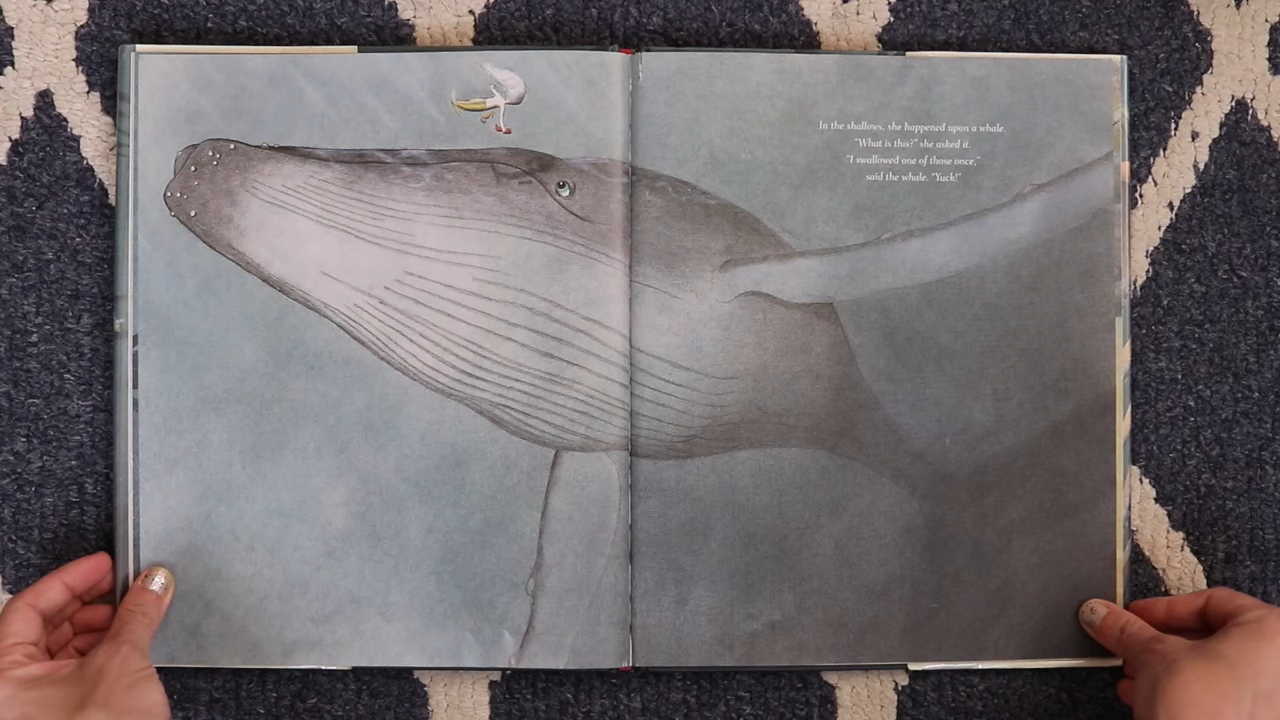 In the shallows, she happened upon a whale.
"What is this?" she asked it.
"I swallowed one of those once,"
said the whale. "Yuck!"